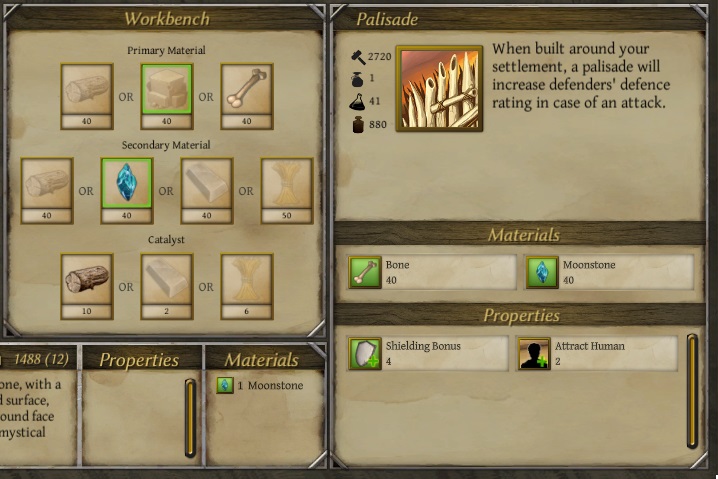 Workbench
Primary Material
OR
OR
40
40
40
Secondary Material
OR
OR
OR
40
40
40
50
Catalyst
OR
OR
10
2
6
1488 (12)
one, with a
surface,
ound face
mystical
Properties
Materials
1 Moonstone
Palisade
2720
1
41
880
When built around your
settlement, a palisade will
increase defenders' defence
rating in case of an attack.
Materials
Bone
40
Moonstone
40
Properties
Shielding Bonus
4
Attract Human
2